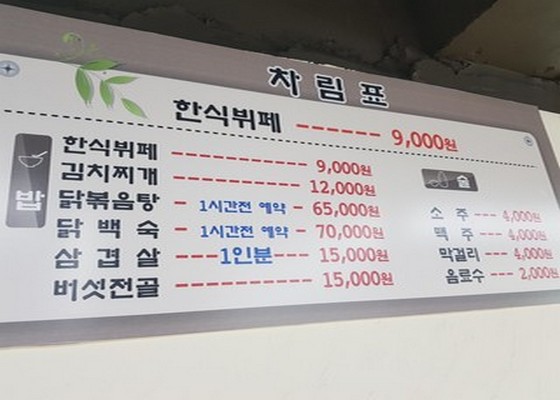 차림표
한식뷔페 ------ 9,000원
밥
한식뷔페 ---------- 9,000원
김치찌개 ---------- 12,000원
닭볶음탕 - 1시간전 예약 - 65,000원
닭백숙 - 1시간전 예약 - 70,000원
삼겹살 ---1인분--- 15,000원
버섯전골 ---------- 15,000원
술
소주 --- 4,000원
맥주 --- 4,000원
막걸리 --- 4,000원
음료수 --- 2,000원